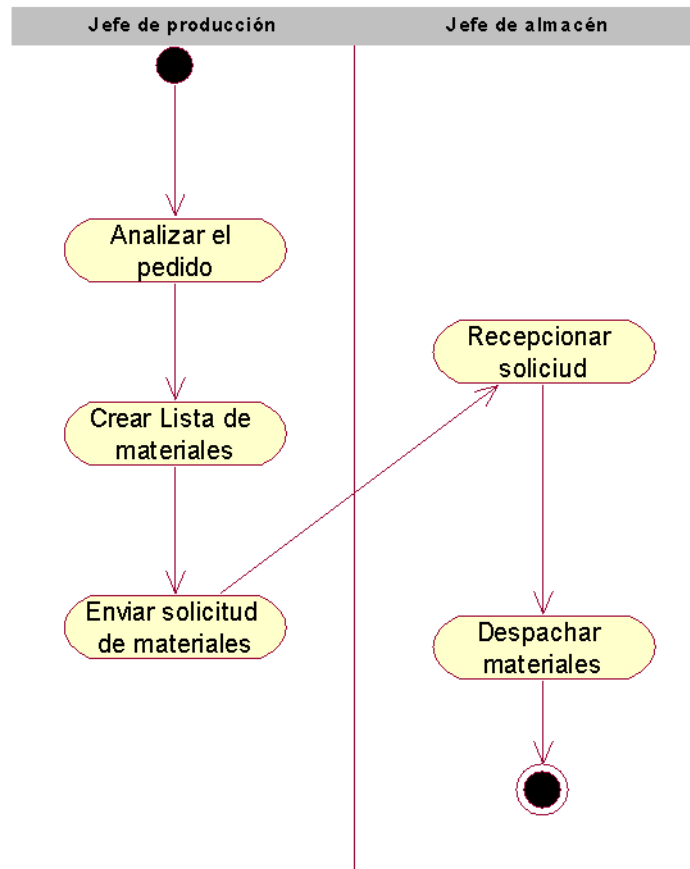 Jefe de producción
Jefe de almacén
Analizar el
pedido
Crear Lista de
materiales
Enviar solicitud
de materiales
Recepcionar
soliciud
Despachar
materiales